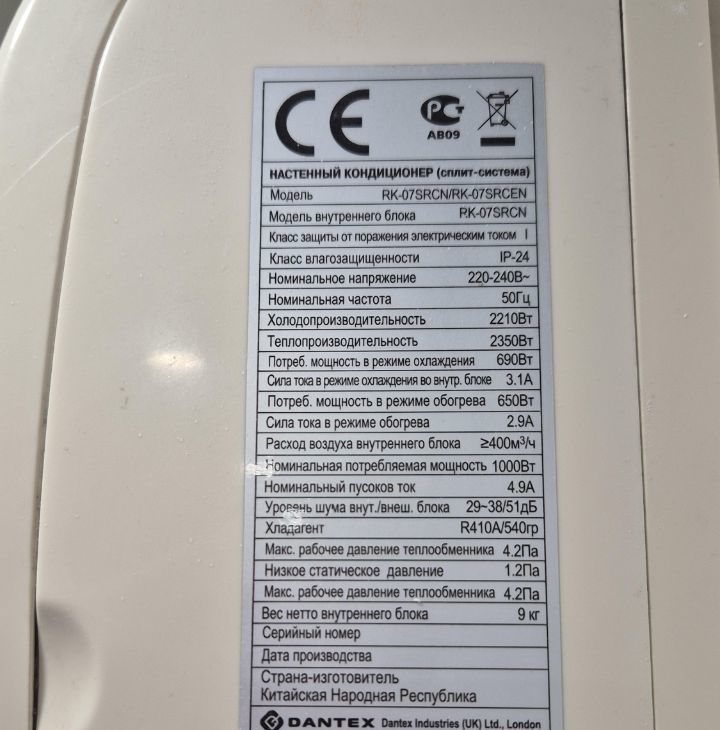 CE
РСТ
АВ09
НАСТЕННЫЙ КОНДИЦИОНЕР (сплит-система)
Модель RK-07SRCN/RK-07SRCEN
Модель внутреннего блока RK-07SRCN
Класс защиты от поражения электрическим током I
Класс влагозащищенности IP-24
Номинальное напряжение 220-240В~
Номинальная частота 50Гц
Холодопроизводительность 2210Вт
Теплопроизводительность 2350Вт
Потреб. мощность в режиме охлаждения 690Вт
Сила тока в режиме охлаждения во внутр. блоке 3.1А
Потреб. мощность в режиме обогрева 650Вт
Сила тока в режиме обогрева 2.9А
Расход воздуха внутреннего блока ≥400м³/ч
Номинальная потребляемая мощность 1000Вт
Номинальный пусоков ток 4.9А
Уровень шума внут./внеш. блока 29~38/51дБ
Хладагент R410A/540гр
Макс. рабочее давление теплообменника 4.2Па
Низкое статическое давление 1.2Па
Макс. рабочее давление теплообменника 4.2Па
Вес нетто внутреннего блока 9 кг
Серийный номер
Дата производства
Страна-изготовитель
Китайская Народная Республика
DANTEX Dantex Industries (UK) Ltd., London